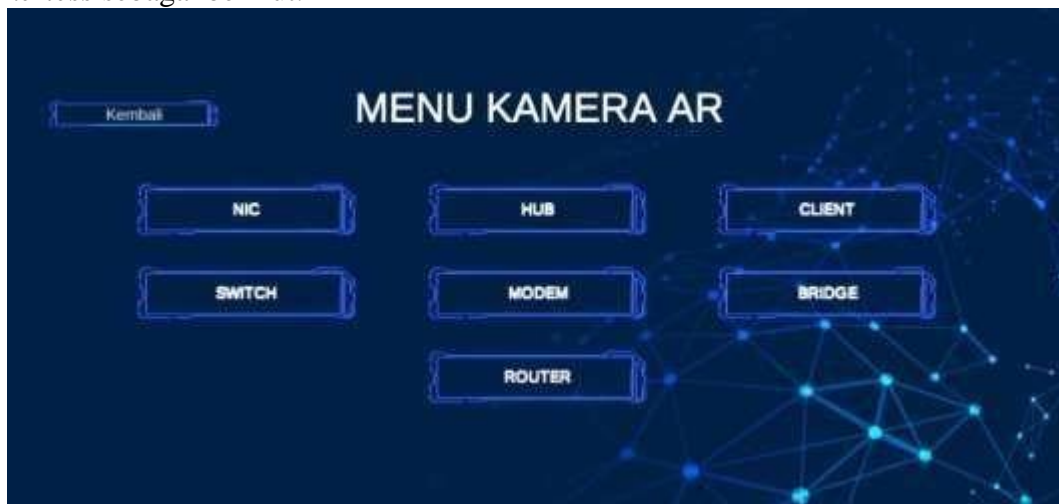 Kembali
MENU KAMERA AR
NIC
HUB
CLIENT
SWITCH
MODEM
BRIDGE
ROUTER